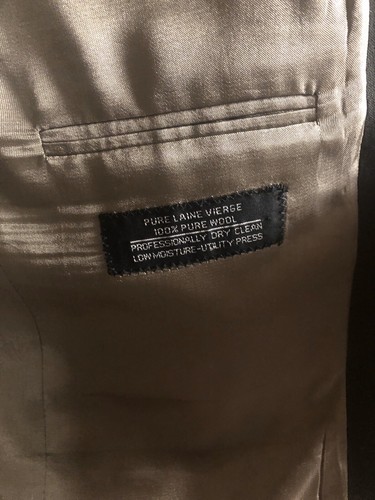 PURE LAINE VIERGE
100% PURE WOOL
PROFESSIONALLY DRY CLEAN
LOW MOISTURE-UTILITY PRESS